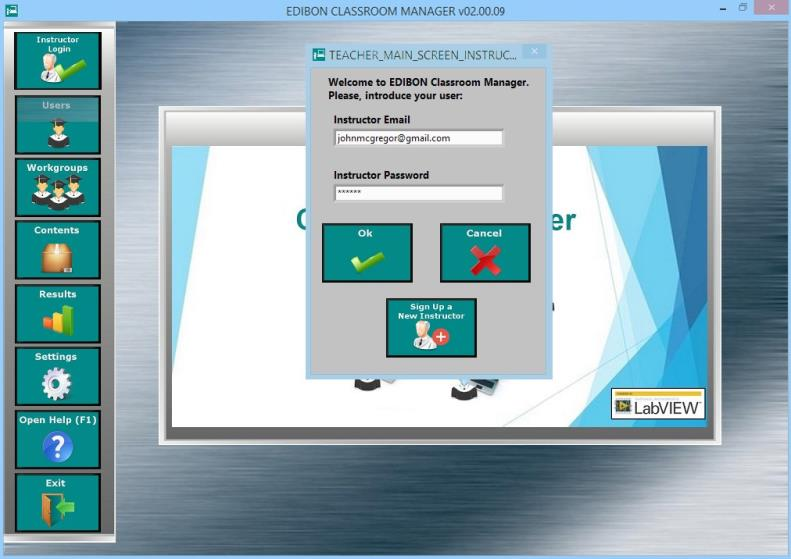 EDIBON CLASSROOM MANAGER v02.00.09
Instructor
Login
Users
Workgroups
Contents
Results
Settings
Open Help (F1)
Exit
TEACHER_MAIN_SCREEN_INSTRUC...
Welcome to EDIBON Classroom Manager.
Please, introduce your user:
Instructor Email
johnmcgregor@gmail.com
Instructor Password
******
Ok
Cancel
Sign Up a
New Instructor
er
LabVIEW™